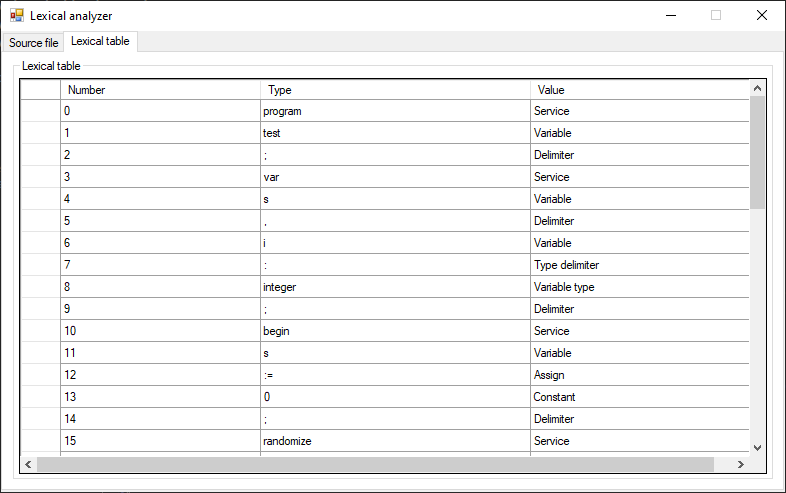 Lexical analyzer
Source file Lexical table
Lexical table
Number Type Value
0 program Service
1 test Variable
2 ; Delimiter
3 var Service
4 s Variable
5 , Delimiter
6 i Variable
7 : Type delimiter
8 integer Variable type
9 ; Delimiter
10 begin Service
11 s Variable
12 := Assign
13 0 Constant
14 ; Delimiter
15 randomize Service